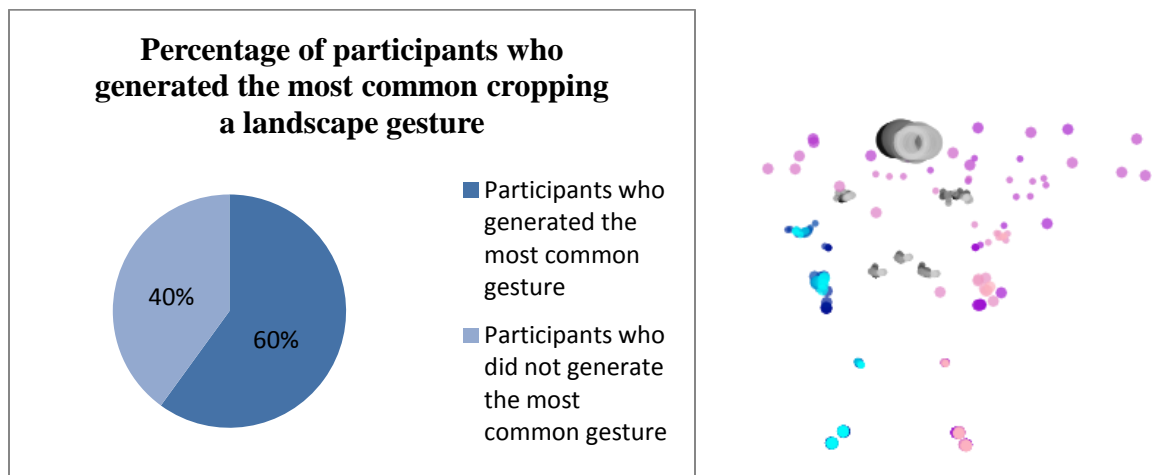 Percentage of participants who
generated the most common cropping
a landscape gesture
40%
60%
Participants who
generated the
most common
gesture
Participants who
did not generate
the most
common gesture